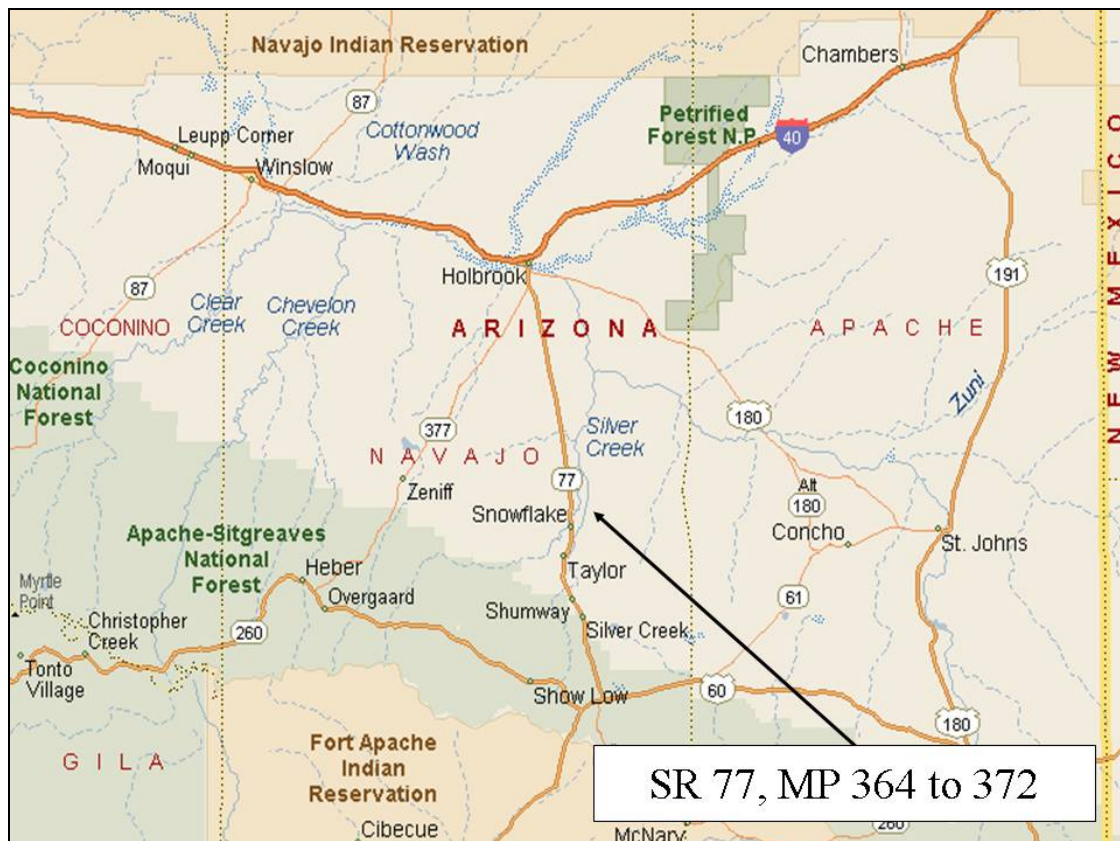 Navajo Indian Reservation
Chambers
87
Cottonwood
Wash
Petrified
Forest N.P.
40
Leupp Corner
Moqui
Winslow
Holbrook
191
87
Clear
Creek
Chevelon
Creek
COCONINO
ARIZONA
APACHE
NEW MEXICO
Coconino
National
Forest
Zuni
377
180
Silver
Creek
NAVAJO
77
Zeniff
Alt
180
Snowflake
Concho
St. Johns
Apache-Sitgreaves
National
Forest
Taylor
Heber
Myrtle
Point
Overgaard
Shumway
61
Christopher
Creek
260
Silver Creek
Tonto
Village
Show Low
60
180
GILA
Fort Apache
Indian
Reservation
SR 77, MP 364 to 372
Cibecue
McNary
260